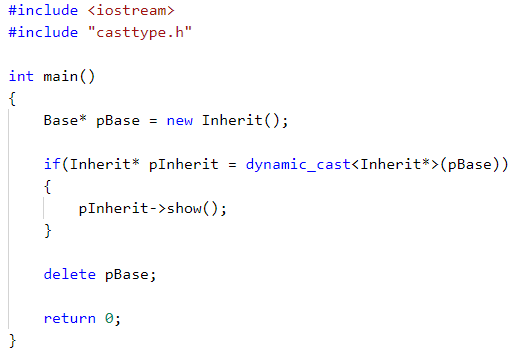 #include <iostream>
#include "casttype.h"
int main()
{
Base* pBase = new Inherit();
if(Inherit* pInherit = dynamic_cast<Inherit*>(pBase))
{
pInherit->show();
}
delete pBase;
return 0;
}